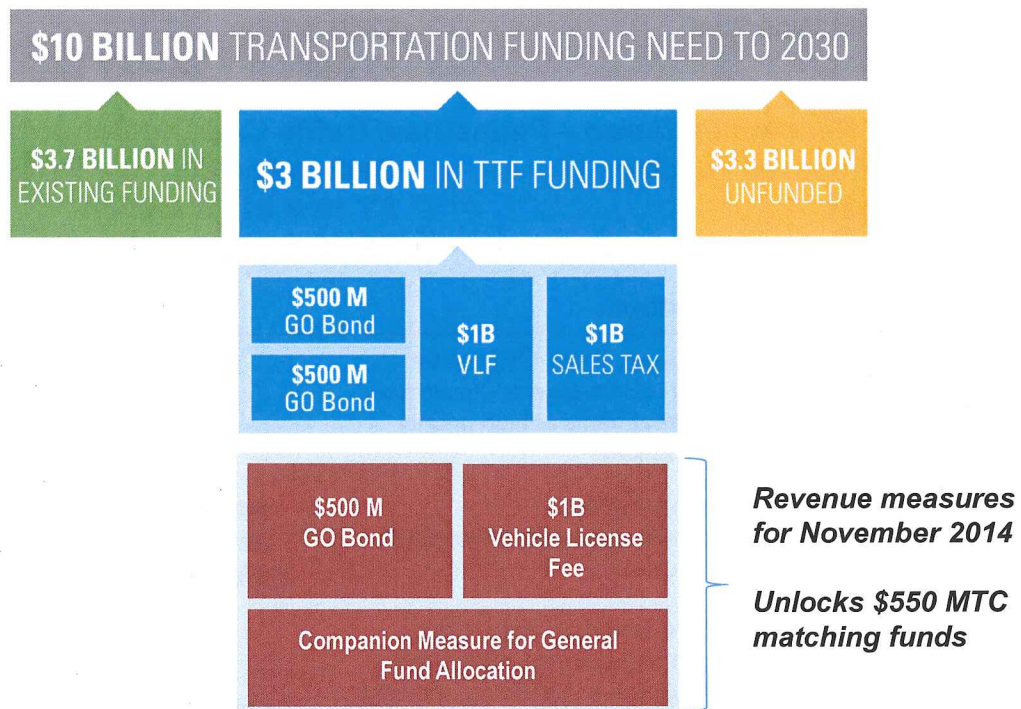 $10 BILLION TRANSPORTATION FUNDING NEED TO 2030
$3.7 BILLION IN
EXISTING FUNDING
$3 BILLION IN TTF FUNDING
$3.3 BILLION
UNFUNDED
$500 M
GO Bond
$500 M
GO Bond
$1B
VLF
$1B
SALES TAX
$500 M
GO Bond
$1B
Vehicle License
Fee
Companion Measure for General
Fund Allocation
Revenue measures
for November 2014
Unlocks $550 MTC
matching funds